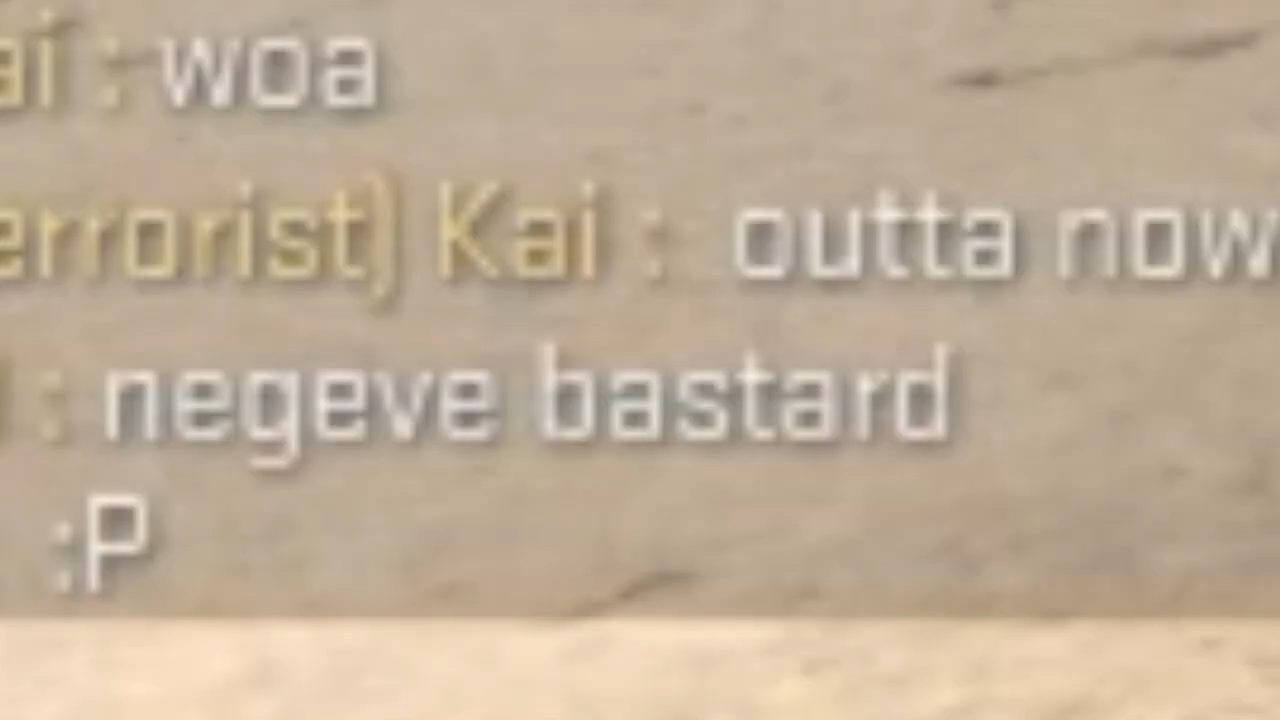 ai : woa
errorist) Kai : outta now
: negeve bastard
:P